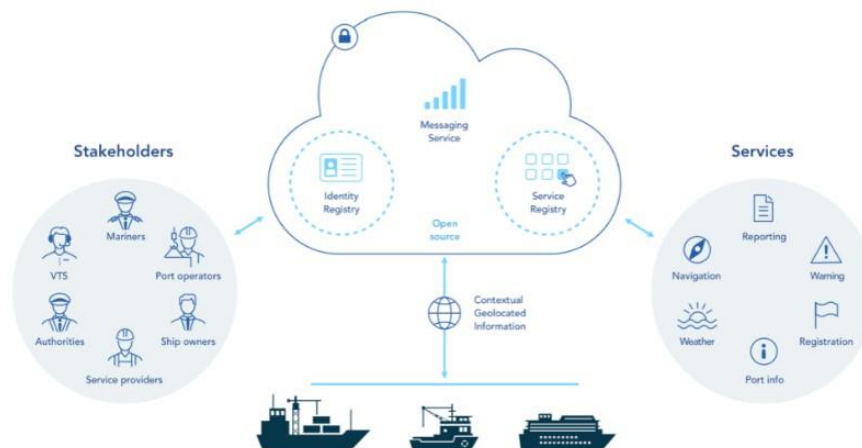 Messaging
Service
Stakeholders
Services
Identity
Registry
Service
Registry
Open
source
Mariners
VTS
Port operators
Authorities
Ship owners
Service providers
Reporting
Navigation
Warning
Weather
Registration
Port info
Contextual
Geolocated
Information